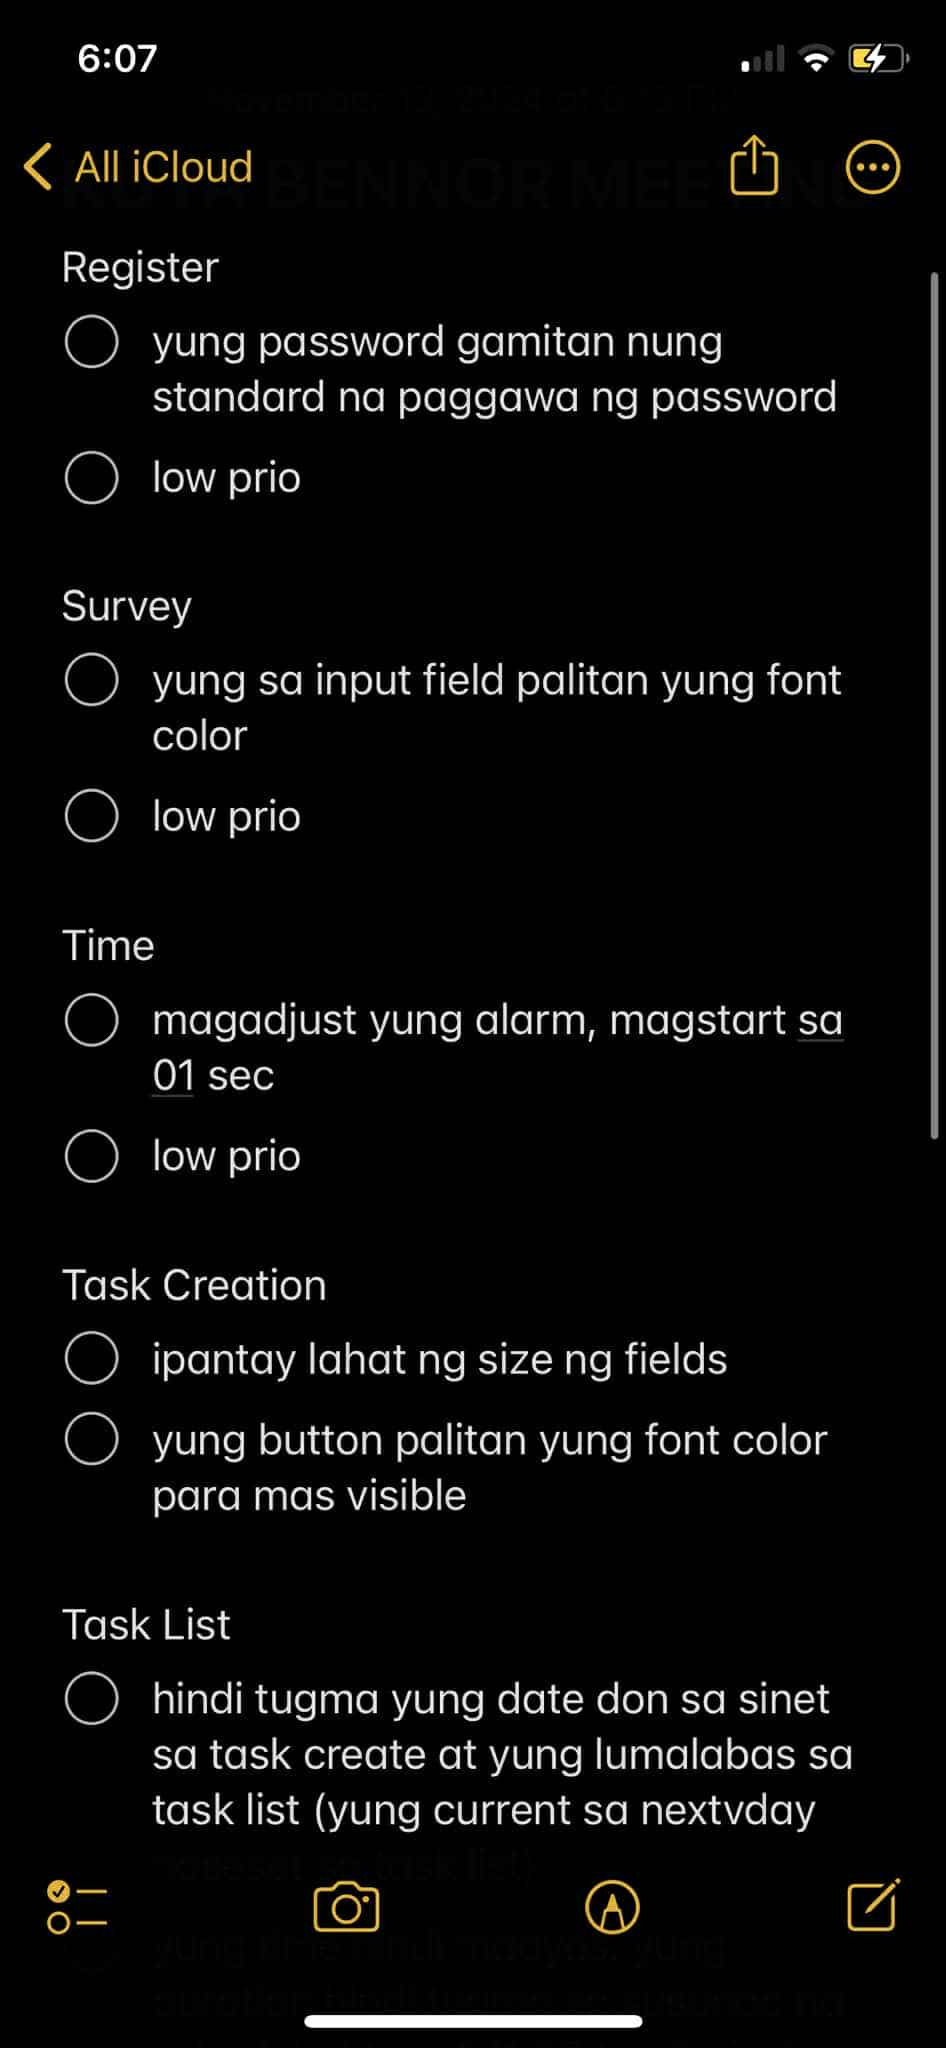 6:07
All iCloud
Register
yung password gamitan nung
standard na paggawa ng password
low prio
Survey
yung sa input field palitan yung font
color
low prio
Time
magadjust yung alarm, magstart sa
01 sec
low prio
Task Creation
ipantay lahat ng size ng fields
yung button palitan yung font color
para mas visible
Task List
hindi tugma yung date don sa sinet
sa task create at yung lumalabas sa
task list (yung current sa nextvday